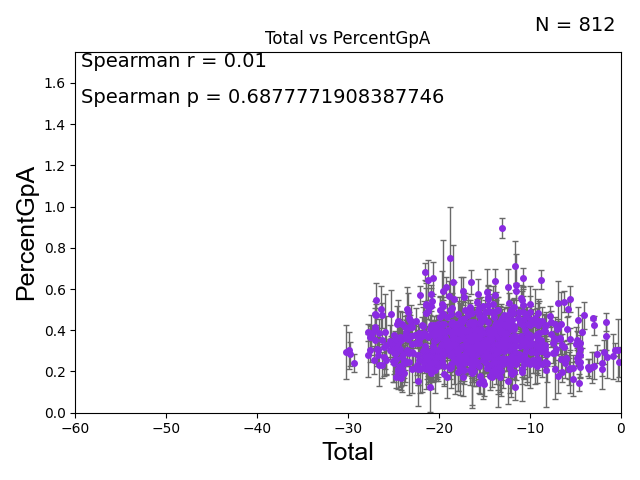 N = 812
Total vs PercentGpA
Spearman r = 0.01
Spearman p = 0.6877771908387746
PercentGpA
1.6
1.4
1.2
1.0
0.8
0.6
0.4
0.2
0.0
−60 −50 −40 −30 −20 −10 0
Total